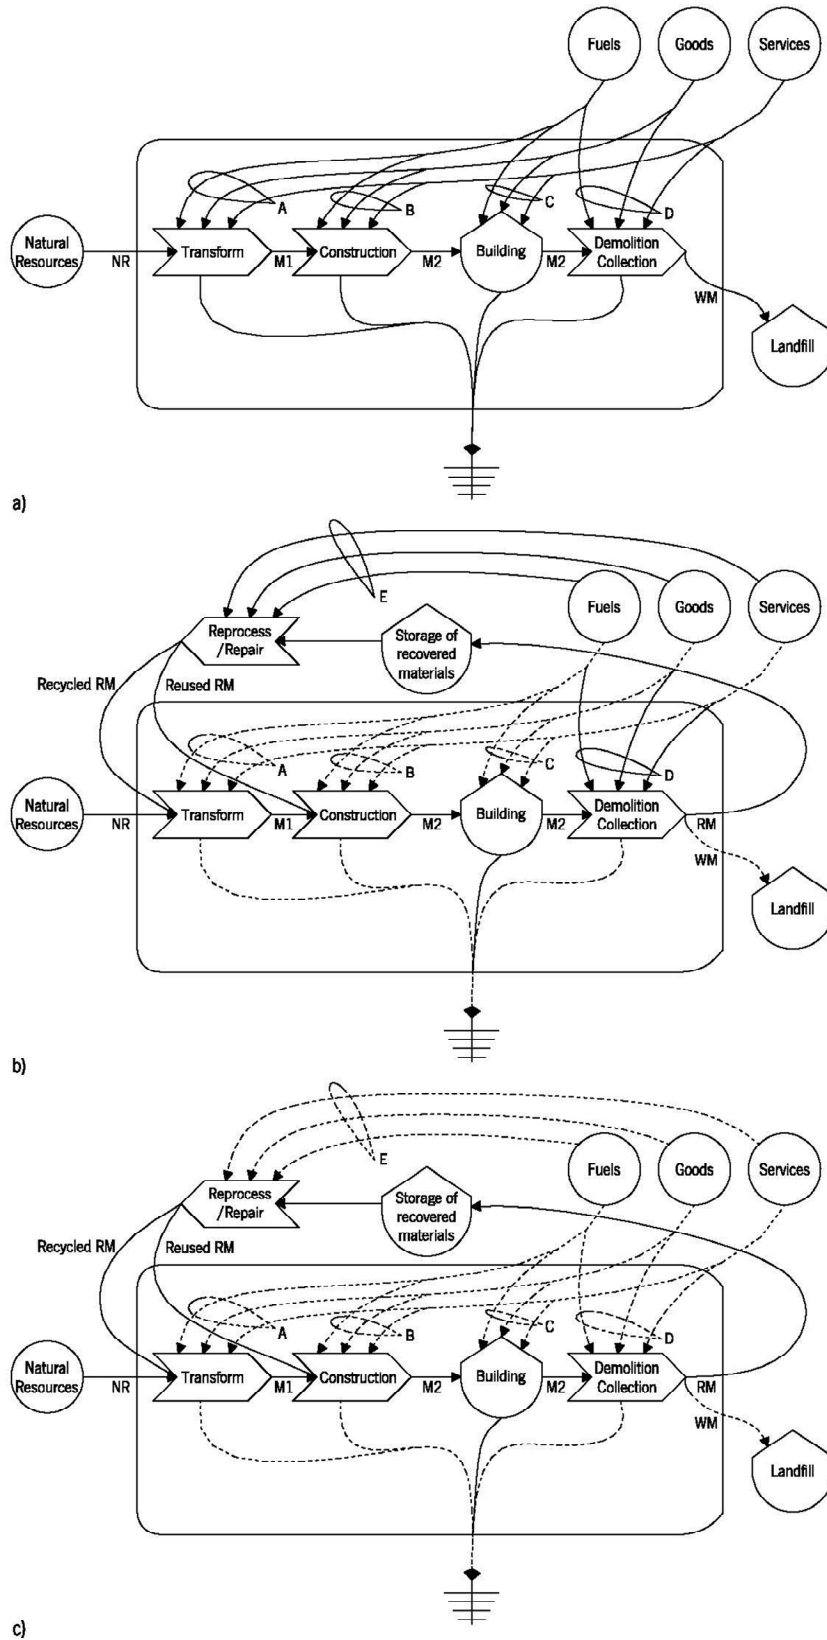 Fuels
Goods
Services
A
B
C
D
Natural
Resources
NR
Transform
M1
Construction
M2
Building
M2
Demolition
Collection
WM
Landfill
a)
E
Reprocess
/Repair
Storage of
recovered
materials
Fuels
Goods
Services
Recycled RM
Reused RM
A
B
C
D
Natural
Resources
NR
Transform
M1
Construction
M2
Building
M2
Demolition
Collection
RM
WM
Landfill
b)
E
Reprocess
/Repair
Storage of
recovered
materials
Fuels
Goods
Services
Recycled RM
Reused RM
A
B
C
D
Natural
Resources
NR
Transform
M1
Construction
M2
Building
M2
Demolition
Collection
RM
WM
Landfill
c)